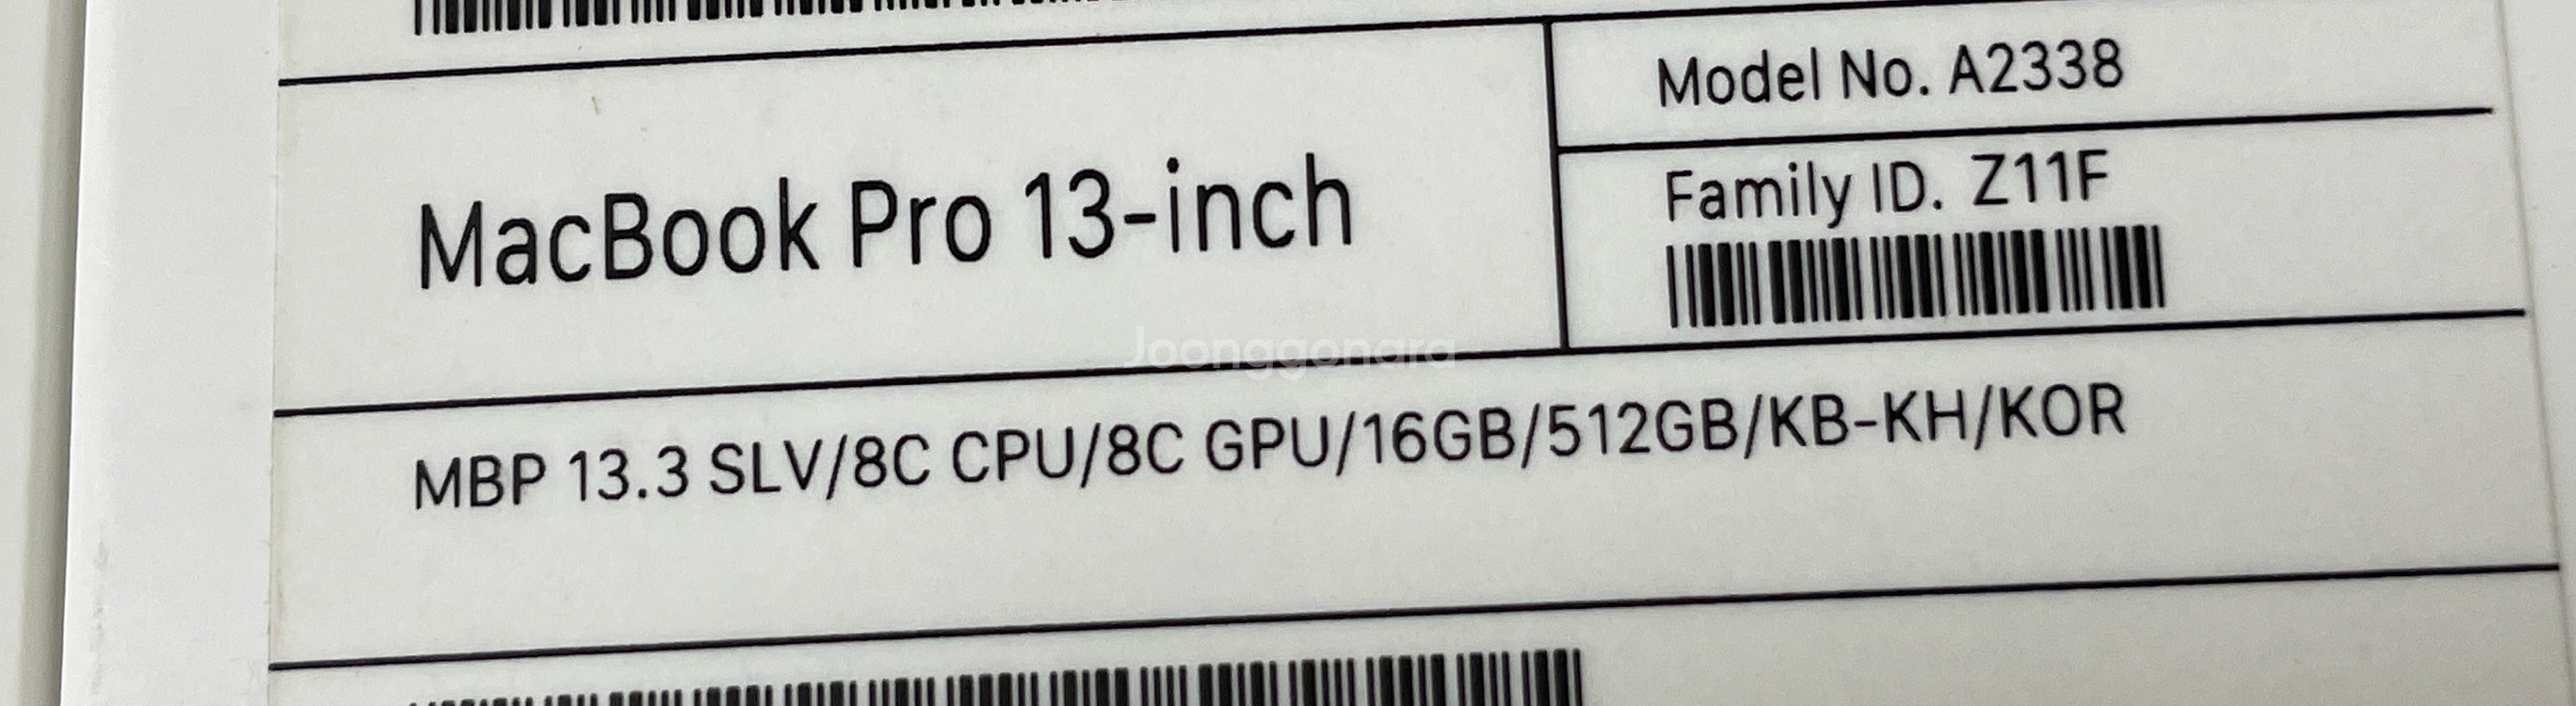 Model No. A2338
MacBook Pro 13-inch
Family ID. Z11F
Joonggonara
MBP 13.3 SLV/8C CPU/8C GPU/16GB/512GB/KB-KH/KOR